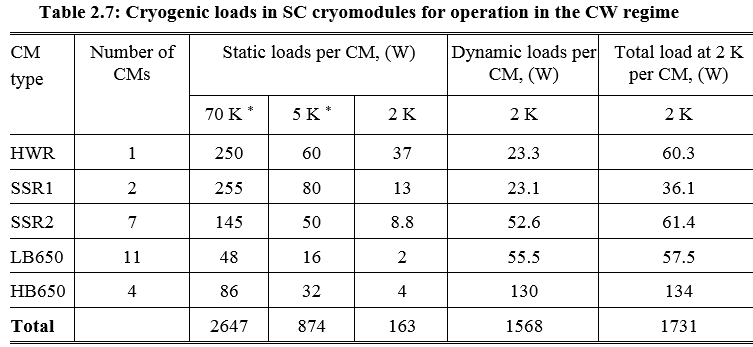 Table 2.7: Cryogenic loads in SC cryomodules for operation in the CW regime
CM type | Number of CMs | Static loads per CM, (W) | Dynamic loads per CM, (W) | Total load at 2 K per CM, (W)
70 K * | 5 K * | 2 K | 2 K | 2 K
HWR | 1 | 250 | 60 | 37 | 23.3 | 60.3
SSR1 | 2 | 255 | 80 | 13 | 23.1 | 36.1
SSR2 | 7 | 145 | 50 | 8.8 | 52.6 | 61.4
LB650 | 11 | 48 | 16 | 2 | 55.5 | 57.5
HB650 | 4 | 86 | 32 | 4 | 130 | 134
Total | 2647 | 874 | 163 | 1568 | 1731